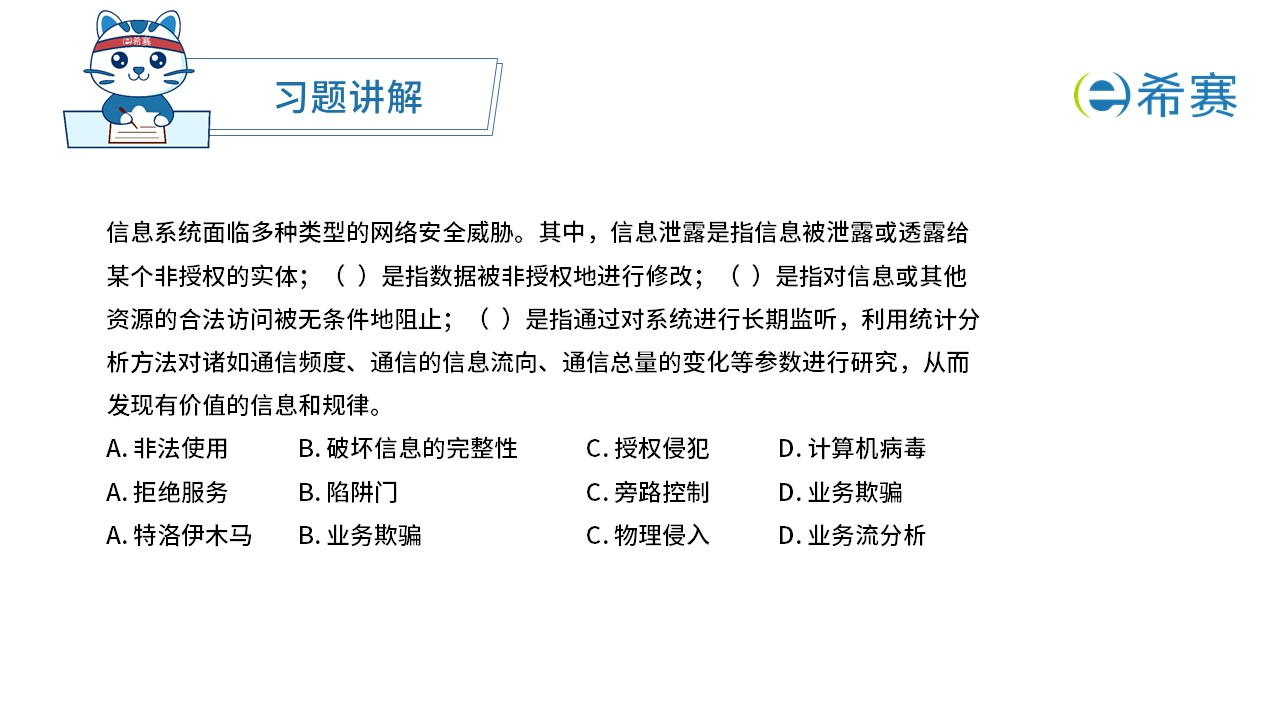 希赛
习题讲解
希赛
信息系统面临多种类型的网络安全威胁。其中，信息泄露是指信息被泄露或透露给
某个非授权的实体；（ ）是指数据被非授权地进行修改；（ ）是指对信息或其他
资源的合法访问被无条件地阻止；（ ）是指通过对系统进行长期监听，利用统计分
析方法对诸如通信频度、通信的信息流向、通信总量的变化等参数进行研究，从而
发现有价值的信息和规律。
A. 非法使用 B. 破坏信息的完整性 C. 授权侵犯 D. 计算机病毒
A. 拒绝服务 B. 陷阱门 C. 旁路控制 D. 业务欺骗
A. 特洛伊木马 B. 业务欺骗 C. 物理侵入 D. 业务流分析